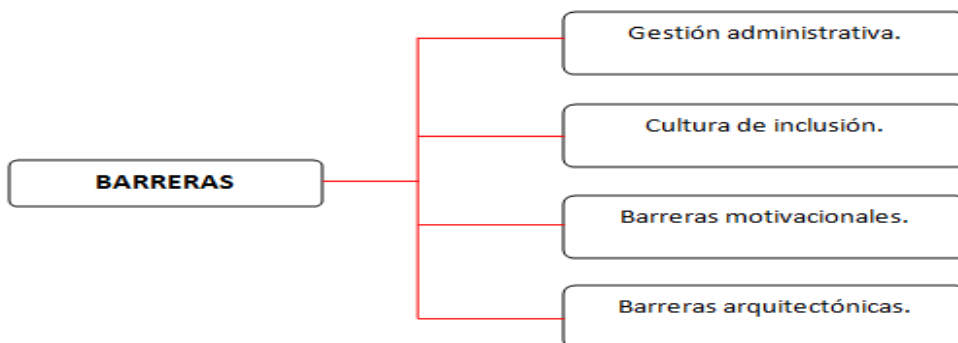 Gestión administrativa.
Cultura de inclusión.
BARRERAS
Barreras motivacionales.
Barreras arquitectónicas.